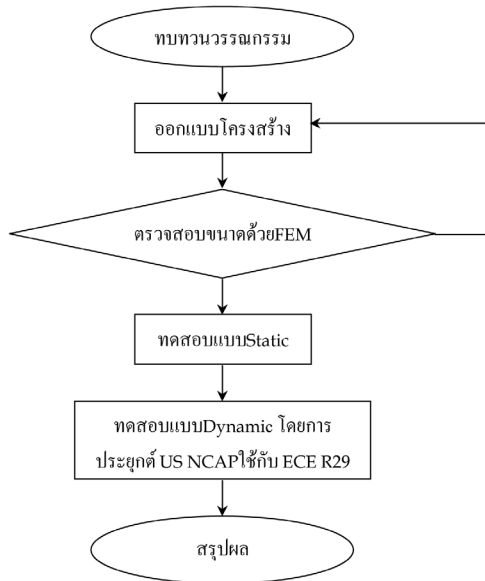 ทบทวนวรรณกรรม
ออกแบบโครงสร้าง
ตรวจสอบขนาดด้วยFEM
ทดสอบแบบStatic
ทดสอบแบบDynamic โดยการ
ประยุกต์ US NCAPใช้กับ ECE R29
สรุปผล